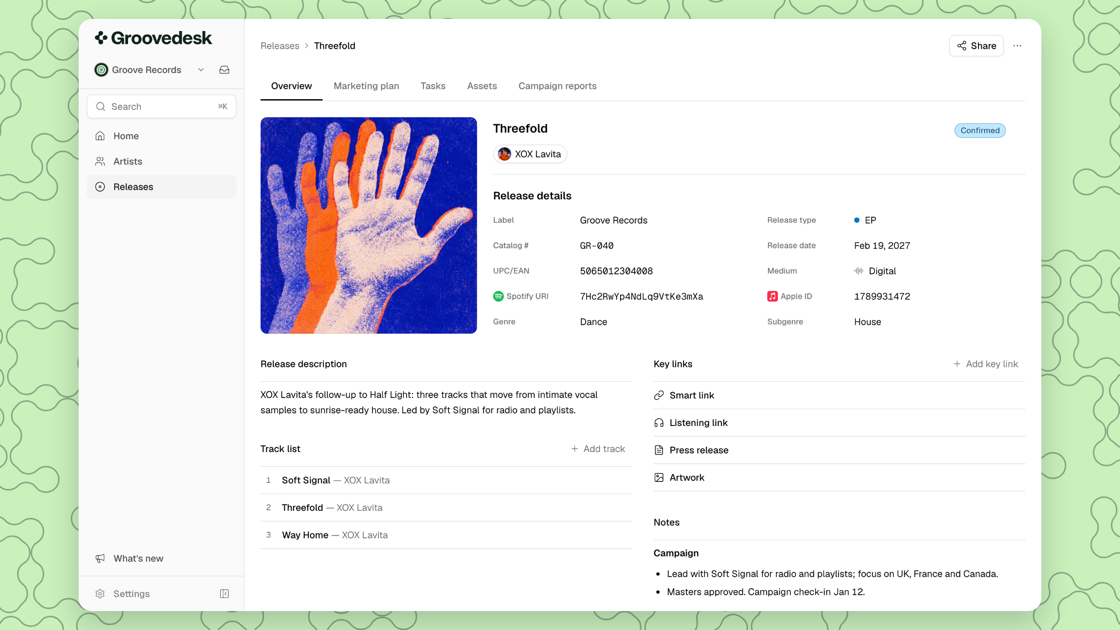 Groovedesk
Groove Records
Search
⌘K
Home
Artists
Releases
What's new
Settings
Releases > Threefold
Share
Overview
Marketing plan
Tasks
Assets
Campaign reports
Threefold
Confirmed
XOX Lavita
Release details
Label
Groove Records
Release type
EP
Catalog #
GR-040
Release date
Feb 19, 2027
UPC/EAN
5065012304008
Medium
Digital
Spotify URI
7Hc2RwYp4NdLq9VtKe3mXa
Apple ID
1789931472
Genre
Dance
Subgenre
House
Release description
XOX Lavita's follow-up to Half Light: three tracks that move from intimate vocal
samples to sunrise-ready house. Led by Soft Signal for radio and playlists.
Track list
+ Add track
1 Soft Signal — XOX Lavita
2 Threefold — XOX Lavita
3 Way Home — XOX Lavita
Key links
+ Add key link
Smart link
Listening link
Press release
Artwork
Notes
Campaign
• Lead with Soft Signal for radio and playlists; focus on UK, France and Canada.
• Masters approved. Campaign check-in Jan 12.